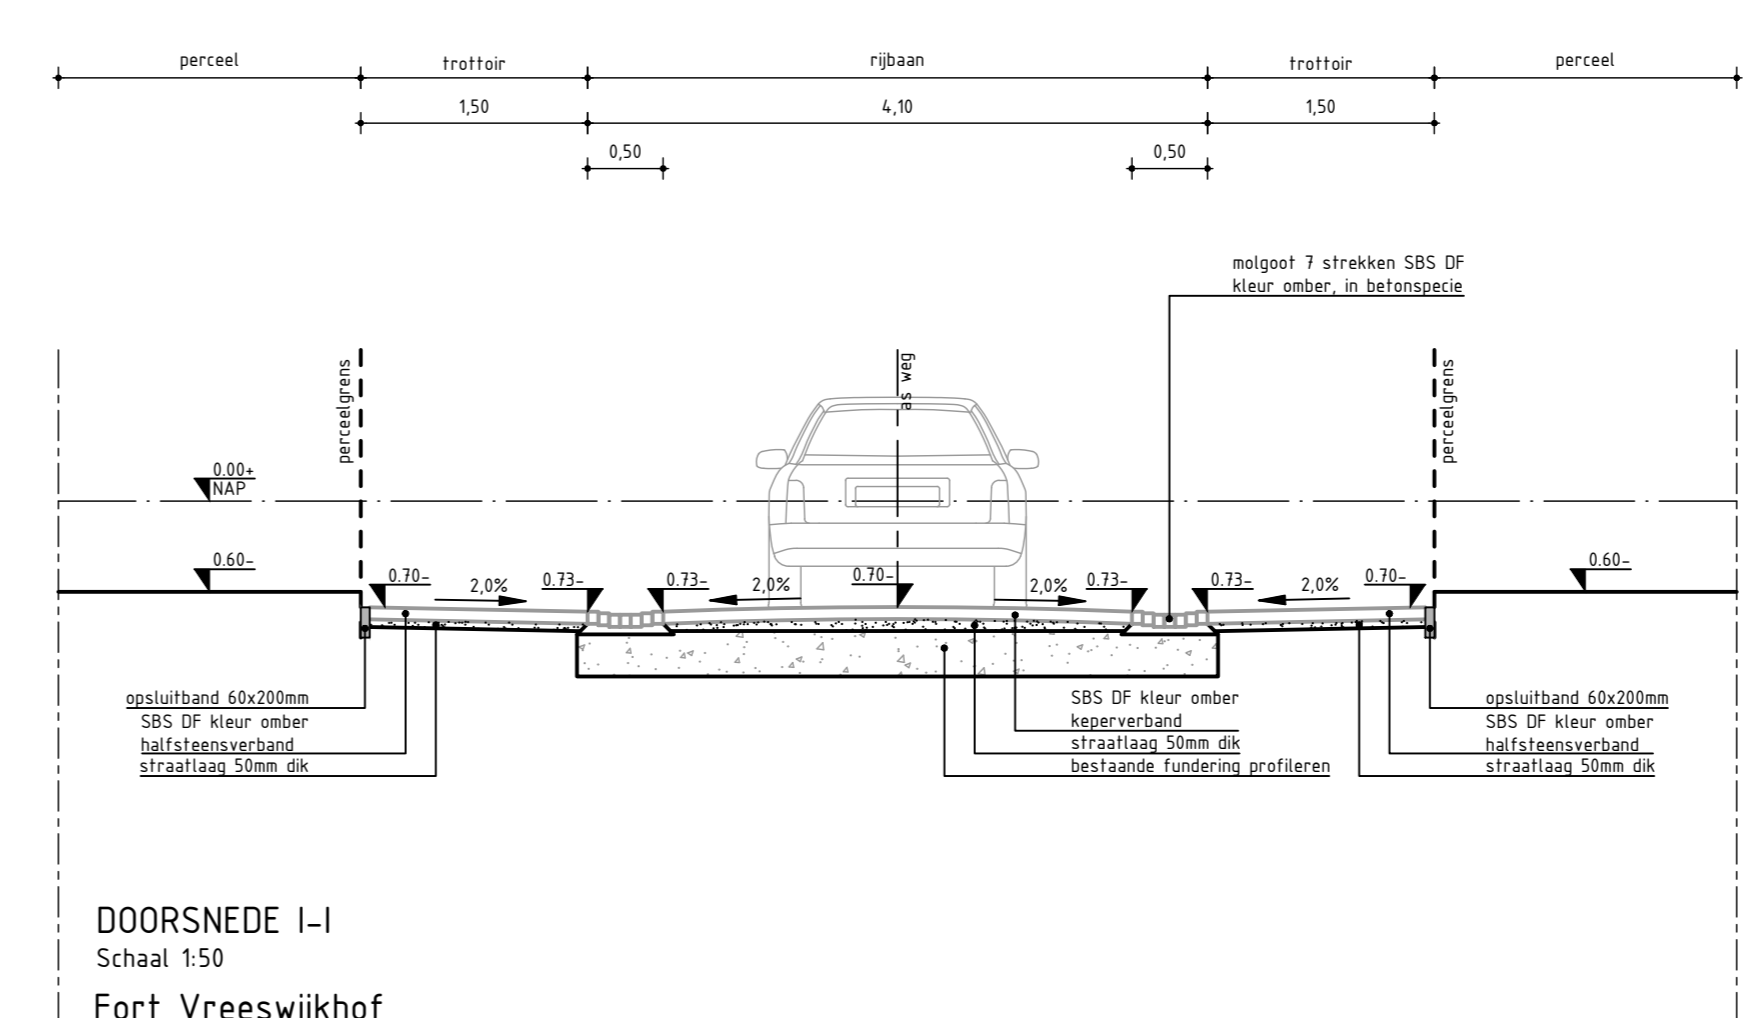 perceel
trottoir
rijbaan
trottoir
perceel
1,50
4,10
1,50
0,50
0,50
molgoot 7 strekken SBS DF
kleur omber, in betonspecie
perceelgrens
as weg
perceelgrens
0.00+
NAP
0.60-
0.60-
0.70-
2,0%
0.73-
0.73-
2,0%
0.70-
2,0%
0.73-
0.73-
2,0%
0.70-
opsluitband 60x200mm
SBS DF kleur omber
halfsteensverband
straatlaag 50mm dik
SBS DF kleur omber
keperverband
straatlaag 50mm dik
bestaande fundering profileren
opsluitband 60x200mm
SBS DF kleur omber
halfsteensverband
straatlaag 50mm dik
DOORSNEDE I-I
Schaal 1:50
Fort Vreeswijkhof